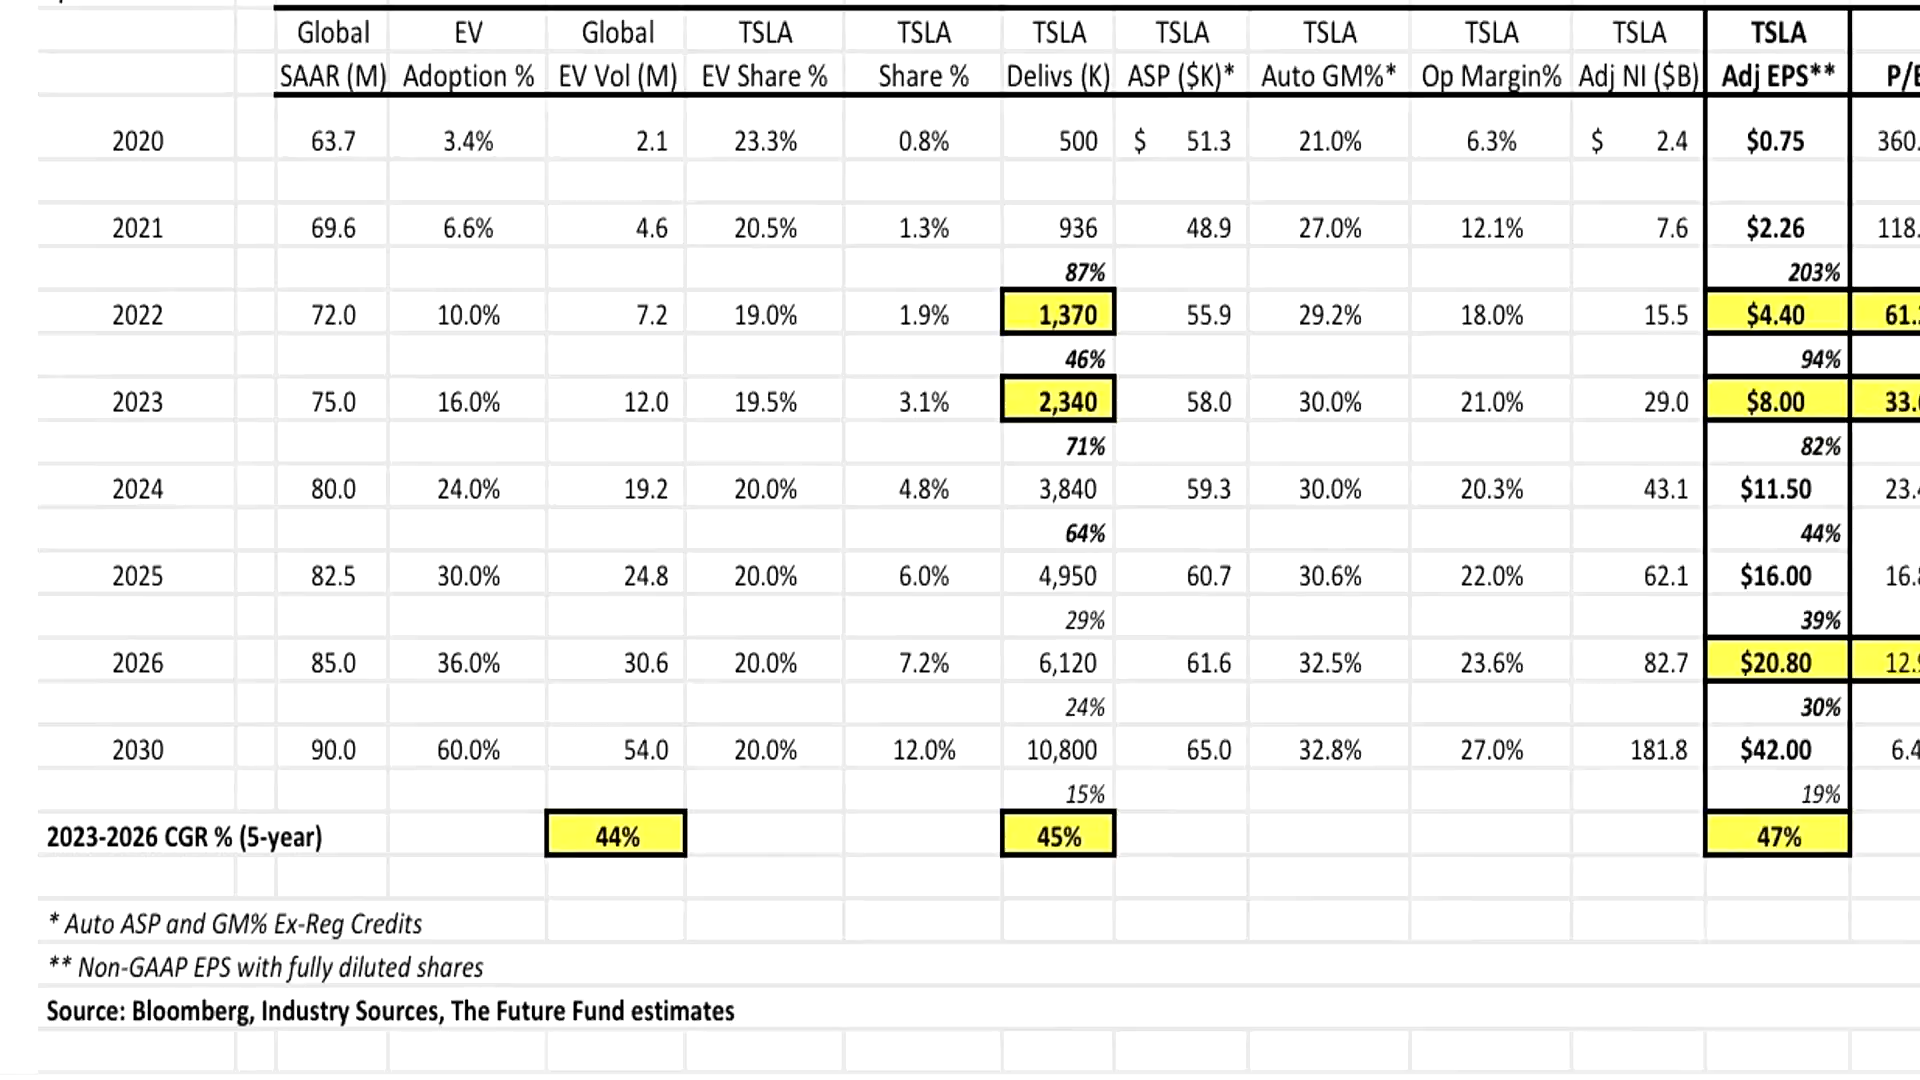 Global EV Global TSLA TSLA TSLA TSLA TSLA TSLA TSLA TSLA
SAAR (M) Adoption % EV Vol (M) EV Share % Share % Delivs (K) ASP ($K)* Auto GM%* Op Margin% Adj NI ($B) Adj EPS** P/E
2020 63.7 3.4% 2.1 23.3% 0.8% 500 $ 51.3 21.0% 6.3% $ 2.4 $0.75 360.
2021 69.6 6.6% 4.6 20.5% 1.3% 936 48.9 27.0% 12.1% 7.6 $2.26 118.
87% 203%
2022 72.0 10.0% 7.2 19.0% 1.9% 1,370 55.9 29.2% 18.0% 15.5 $4.40 61.
46% 94%
2023 75.0 16.0% 12.0 19.5% 3.1% 2,340 58.0 30.0% 21.0% 29.0 $8.00 33.
71% 82%
2024 80.0 24.0% 19.2 20.0% 4.8% 3,840 59.3 30.0% 20.3% 43.1 $11.50 23.4
64% 44%
2025 82.5 30.0% 24.8 20.0% 6.0% 4,950 60.7 30.6% 22.0% 62.1 $16.00 16.8
29% 39%
2026 85.0 36.0% 30.6 20.0% 7.2% 6,120 61.6 32.5% 23.6% 82.7 $20.80 12.9
24% 30%
2030 90.0 60.0% 54.0 20.0% 12.0% 10,800 65.0 32.8% 27.0% 181.8 $42.00 6.4
15% 19%
2023-2026 CGR % (5-year) 44% 45% 47%
* Auto ASP and GM% Ex-Reg Credits
** Non-GAAP EPS with fully diluted shares
Source: Bloomberg, Industry Sources, The Future Fund estimates